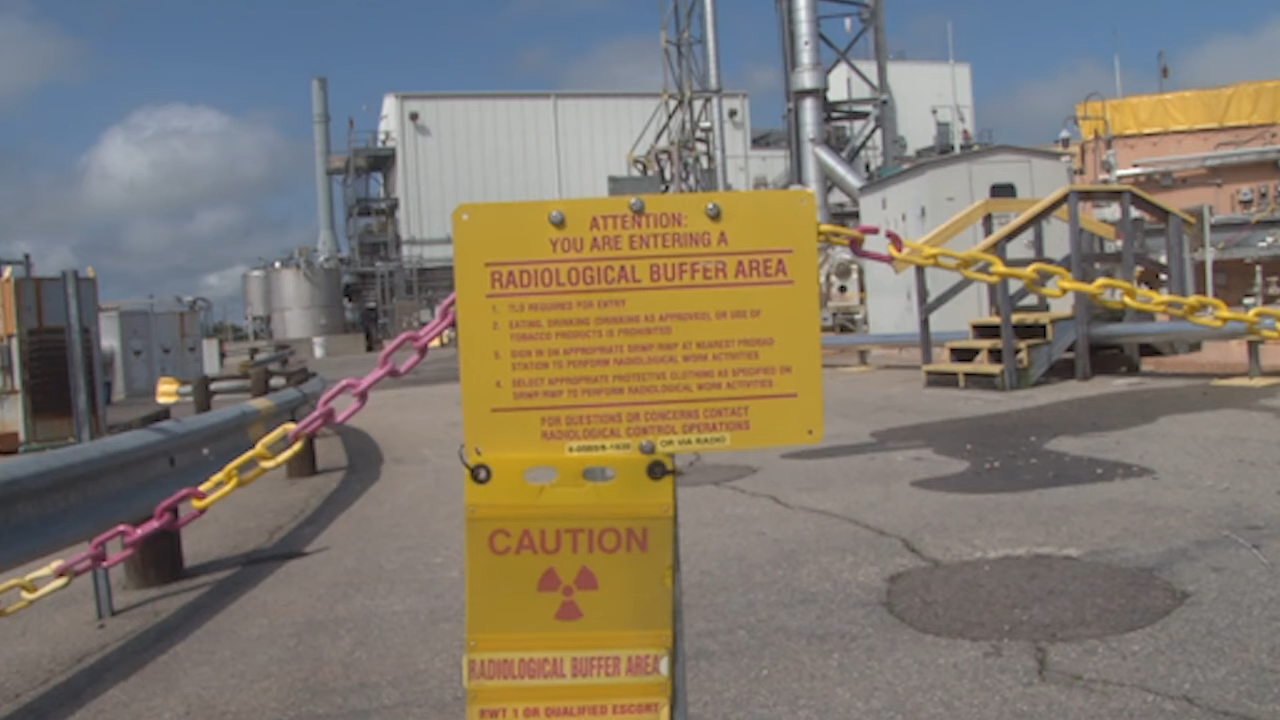 ATTENTION:
YOU ARE ENTERING A
RADIOLOGICAL BUFFER AREA
1. TLD REQUIRED FOR ENTRY
2. EATING, DRINKING (DRINKING AS APPROVED), OR USE OF
TOBACCO PRODUCTS IS PROHIBITED
3. SIGN IN ON APPROPRIATE SRWP/RWP AT NEAREST PRORAD
STATION TO PERFORM RADIOLOGICAL WORK ACTIVITIES
4. SELECT APPROPRIATE PROTECTIVE CLOTHING AS SPECIFIED ON
SRWP/RWP TO PERFORM RADIOLOGICAL WORK ACTIVITIES
FOR QUESTIONS OR CONCERNS CONTACT
RADIOLOGICAL CONTROL OPERATIONS
OR VIA RADIO
CAUTION
RADIOLOGICAL BUFFER AREA
RWT 1 OR QUALIFIED ESCORT